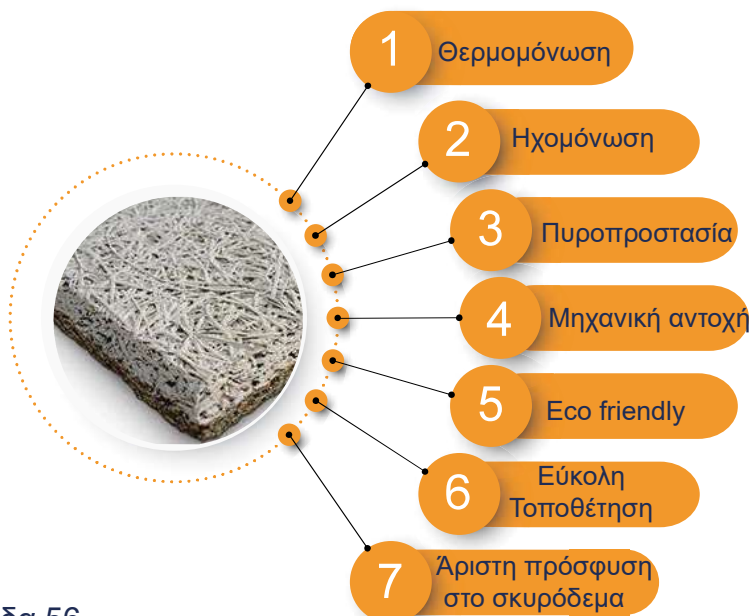 1 Θερμομόνωση
2 Ηχομόνωση
3 Πυροπροστασία
4 Μηχανική αντοχή
5 Eco friendly
6 Εύκολη
Τοποθέτηση
7 Άριστη πρόσφυση
στο σκυρόδεμα
56